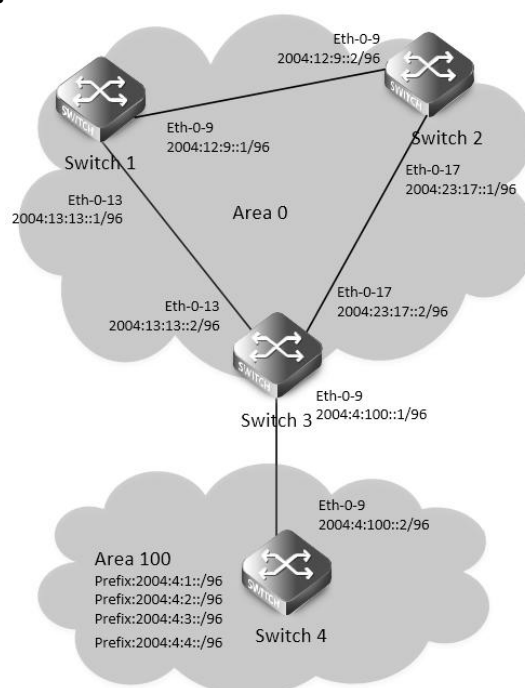 Eth-0-9
2004:12:9::2/96
SWITCH
SWITCH
Eth-0-9
2004:12:9::1/96
Switch 1
Switch 2
Eth-0-17
2004:23:17::1/96
Eth-0-13
2004:13:13::1/96
Area 0
Eth-0-13
2004:13:13::2/96
Eth-0-17
2004:23:17::2/96
SWITCH
Eth-0-9
2004:4:100::1/96
Switch 3
Eth-0-9
2004:4:100::2/96
Area 100
Prefix:2004:4:1::/96
Prefix:2004:4:2::/96
Prefix:2004:4:3::/96
Prefix:2004:4:4::/96
SWITCH
Switch 4